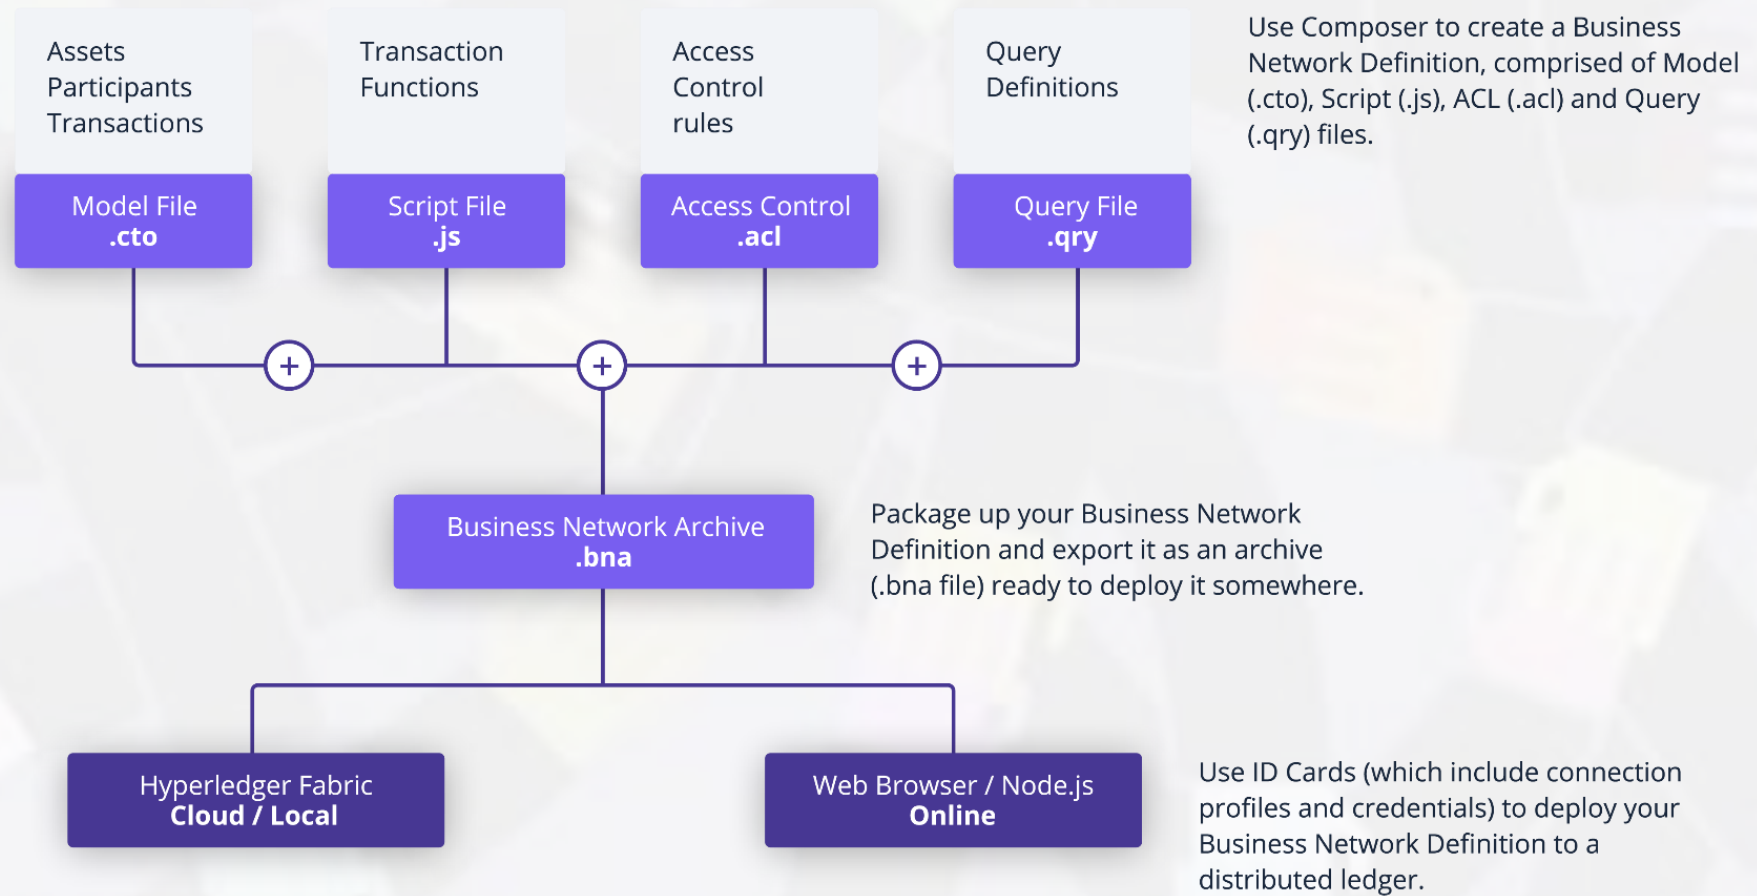 Assets
Participants
Transactions
Model File
.cto
Transaction
Functions
Script File
.js
Access
Control
rules
Access Control
.acl
Query
Definitions
Query File
.qry
Use Composer to create a Business
Network Definition, comprised of Model
(.cto), Script (.js), ACL (.acl) and Query
(.qry) files.
+
+
+
Business Network Archive
.bna
Package up your Business Network
Definition and export it as an archive
(.bna file) ready to deploy it somewhere.
Hyperledger Fabric
Cloud / Local
Web Browser / Node.js
Online
Use ID Cards (which include connection
profiles and credentials) to deploy your
Business Network Definition to a
distributed ledger.